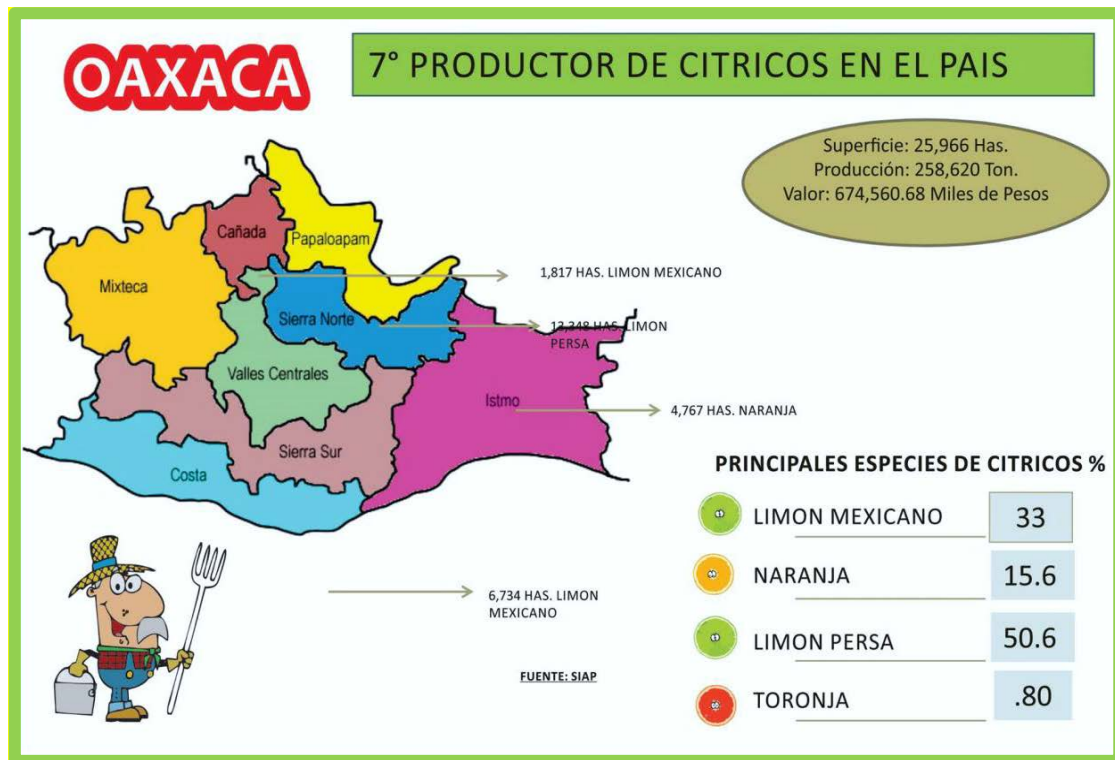 OAXACA
7° PRODUCTOR DE CITRICOS EN EL PAIS
Superficie: 25,966 Has.
Producción: 258,620 Ton.
Valor: 674,560.68 Miles de Pesos
Cañada
Papaloapam
Mixteca
1,817 HAS. LIMON MEXICANO
Sierra Norte
13,348 HAS. LIMON
PERSA
Valles Centrales
Istmo
4,767 HAS. NARANJA
Sierra Sur
Costa
PRINCIPALES ESPECIES DE CITRICOS %
LIMON MEXICANO 33
NARANJA 15.6
LIMON PERSA 50.6
TORONJA .80
6,734 HAS. LIMON
MEXICANO
FUENTE: SIAP